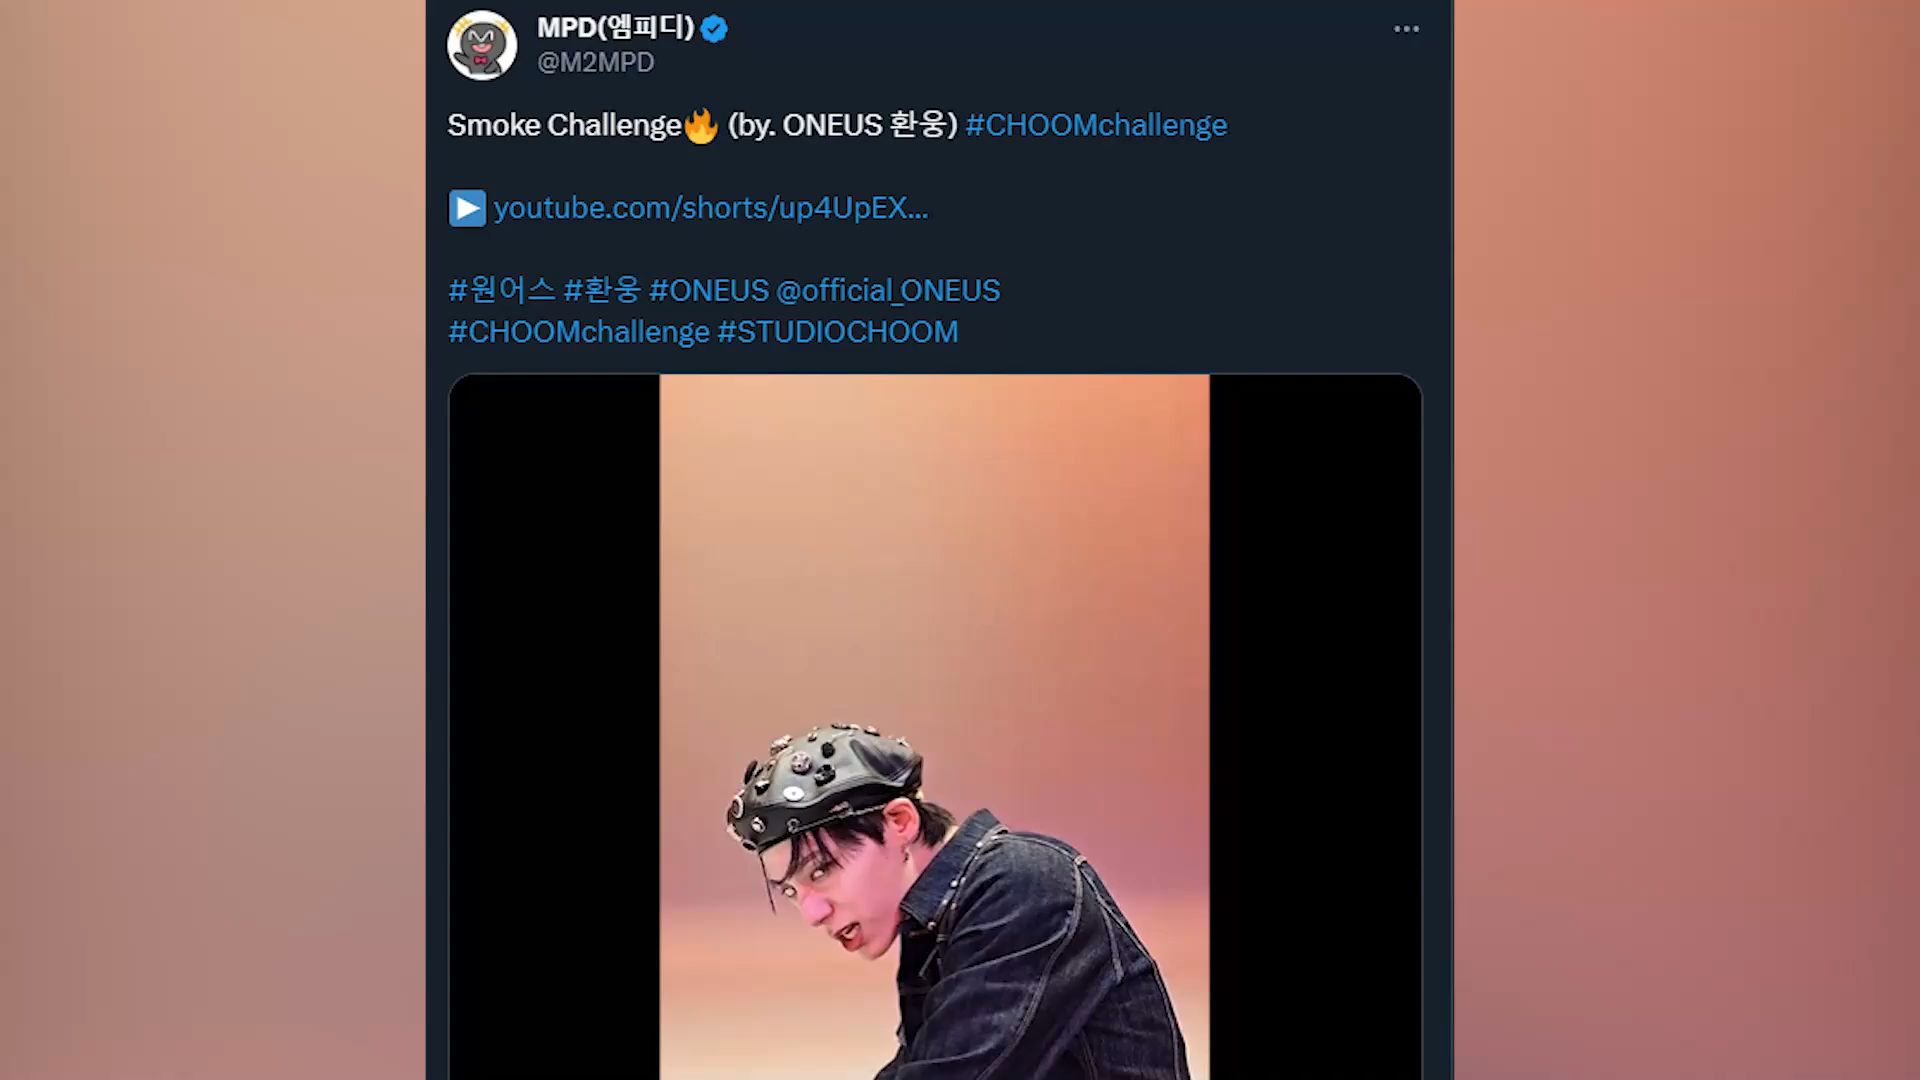 MPD(엠피디)
@M2MPD
Smoke Challenge🔥 (by. ONEUS 환웅) #CHOOMchallenge
▶️ youtube.com/shorts/up4UpEX...
#원어스 #환웅 #ONEUS @official_ONEUS
#CHOOMchallenge #STUDIOCHOOM